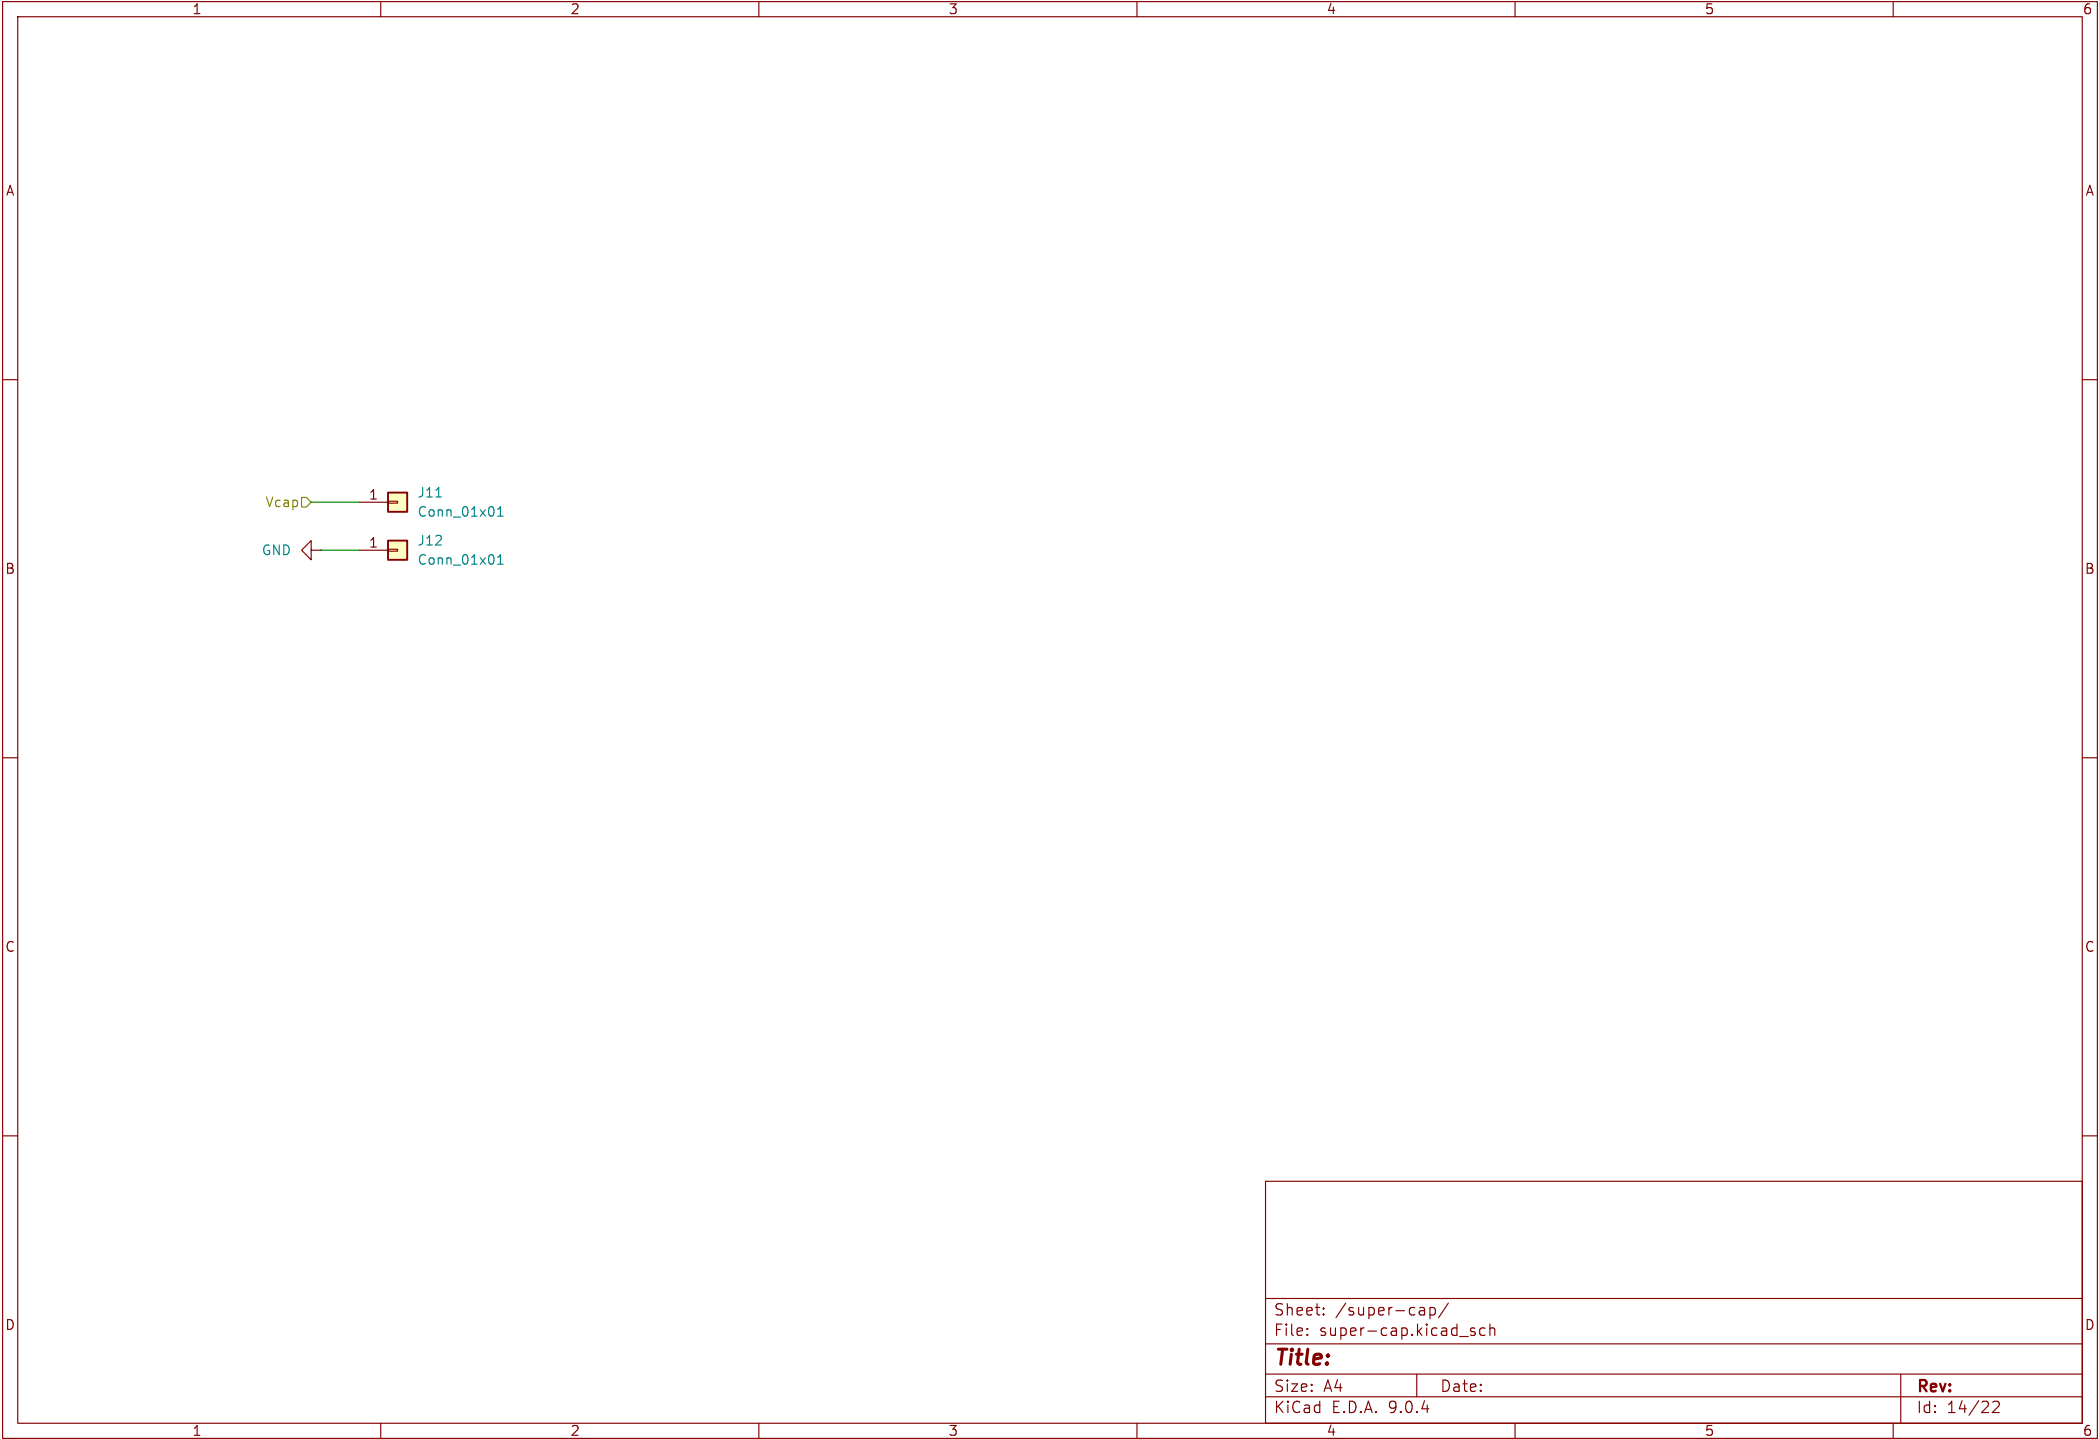 1 2 3 4 5 6
A A
Vcap 1 J11
Conn_01x01
GND 1 J12
Conn_01x01
B B
C C
Sheet: /super-cap/
File: super-cap.kicad_sch
D D
Title:
Size: A4 Date: Rev:
KiCad E.D.A. 9.0.4 Id: 14/22
1 2 3 4 5 6